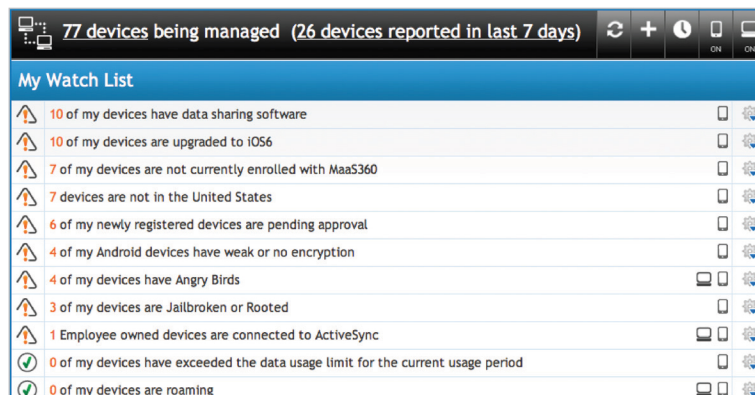 77 devices being managed (26 devices reported in last 7 days)
ON
ON
My Watch List
10 of my devices have data sharing software
10 of my devices are upgraded to iOS6
7 of my devices are not currently enrolled with MaaS360
7 devices are not in the United States
6 of my newly registered devices are pending approval
4 of my Android devices have weak or no encryption
4 of my devices have Angry Birds
3 of my devices are Jailbroken or Rooted
1 Employee owned devices are connected to ActiveSync
0 of my devices have exceeded the data usage limit for the current usage period
0 of my devices are roaming